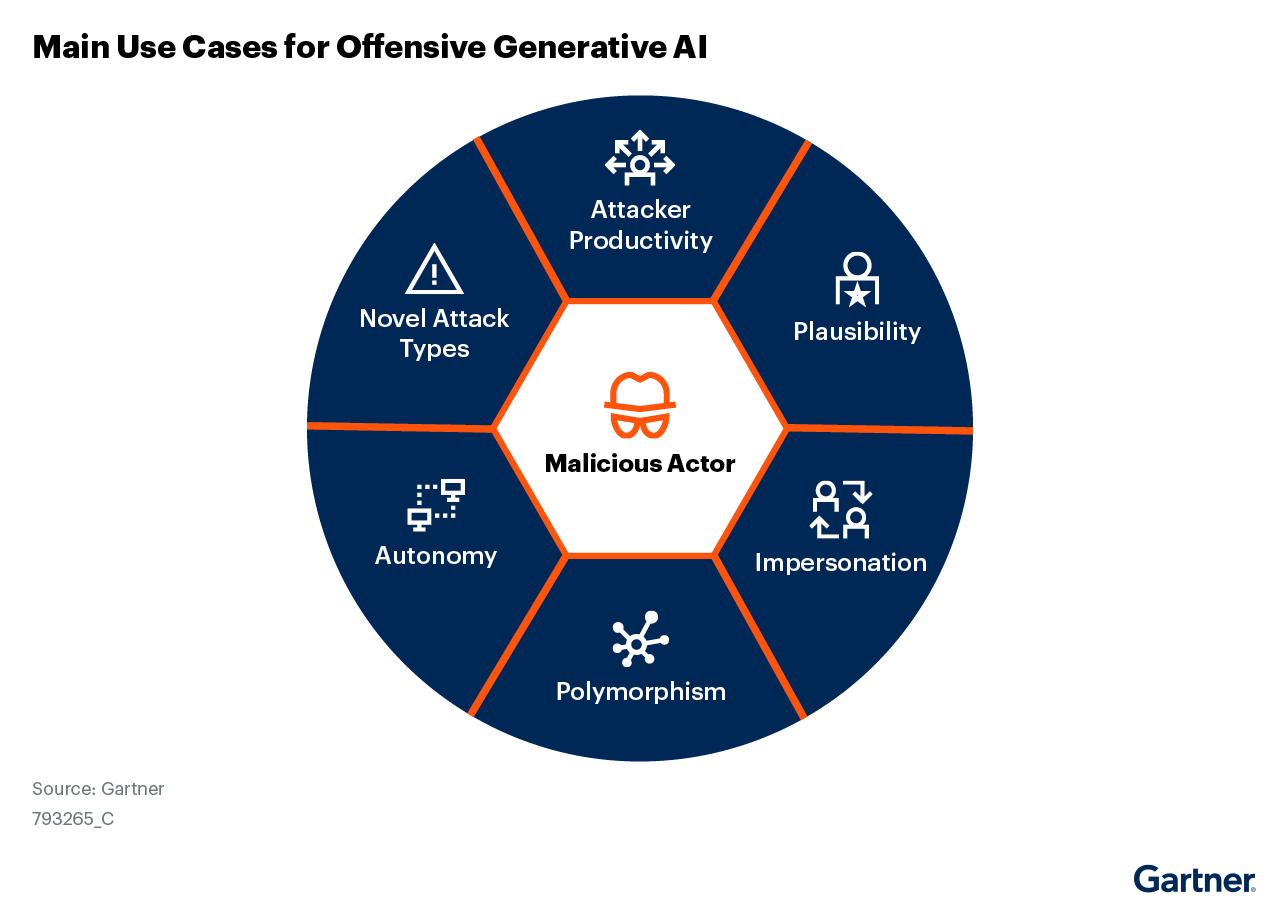 Main Use Cases for Offensive Generative AI
Attacker
Productivity
Plausibility
Impersonation
Polymorphism
Autonomy
Novel Attack
Types
Malicious Actor
Source: Gartner
793265_C
Gartner®